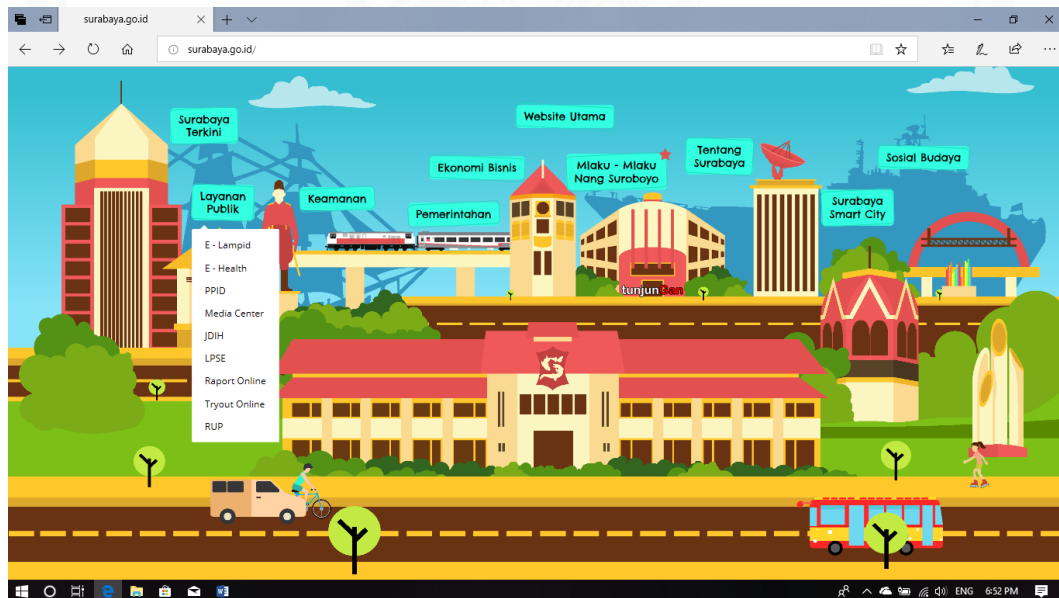 surabaya.go.id
surabaya.go.id/
Website Utama
Surabaya
Terkini
Tentang
Surabaya
Sosial Budaya
Ekonomi Bisnis
Mlaku - Mlaku
Nang Suroboyo
Layanan
Publik
Keamanan
Pemerintahan
Surabaya
Smart City
E - Lampid
E - Health
PPID
Media Center
JDIH
LPSE
Raport Online
Tryout Online
RUP
tunjungan
S
ENG
6:52 PM